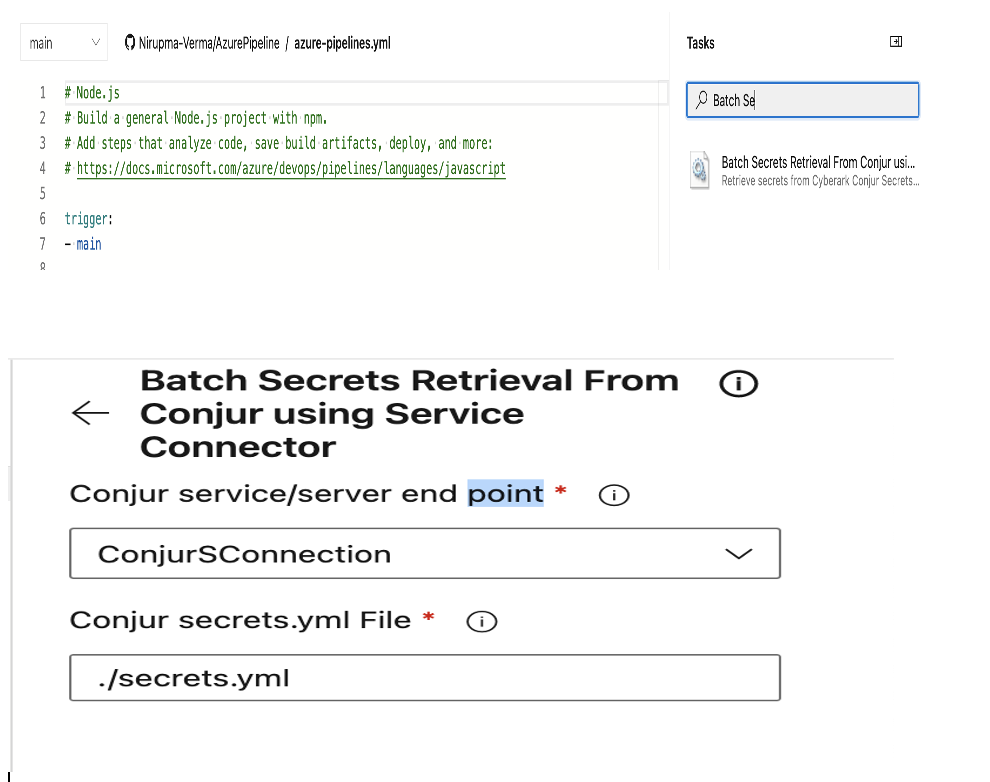 main Nirupma-Verma/AzurePipeline / azure-pipelines.yml
1 # Node.js
2 # Build a general Node.js project with npm.
3 # Add steps that analyze code, save build artifacts, deploy, and more:
4 # https://docs.microsoft.com/azure/devops/pipelines/languages/javascript
5
6 trigger:
7 - main
8
Tasks
Batch Se
Batch Secrets Retrieval From Conjur usi...
Retrieve secrets from Cyberark Conjur Secrets...
Batch Secrets Retrieval From
Conjur using Service
Connector
Conjur service/server end point *
ConjurSConnection
Conjur secrets.yml File *
./secrets.yml